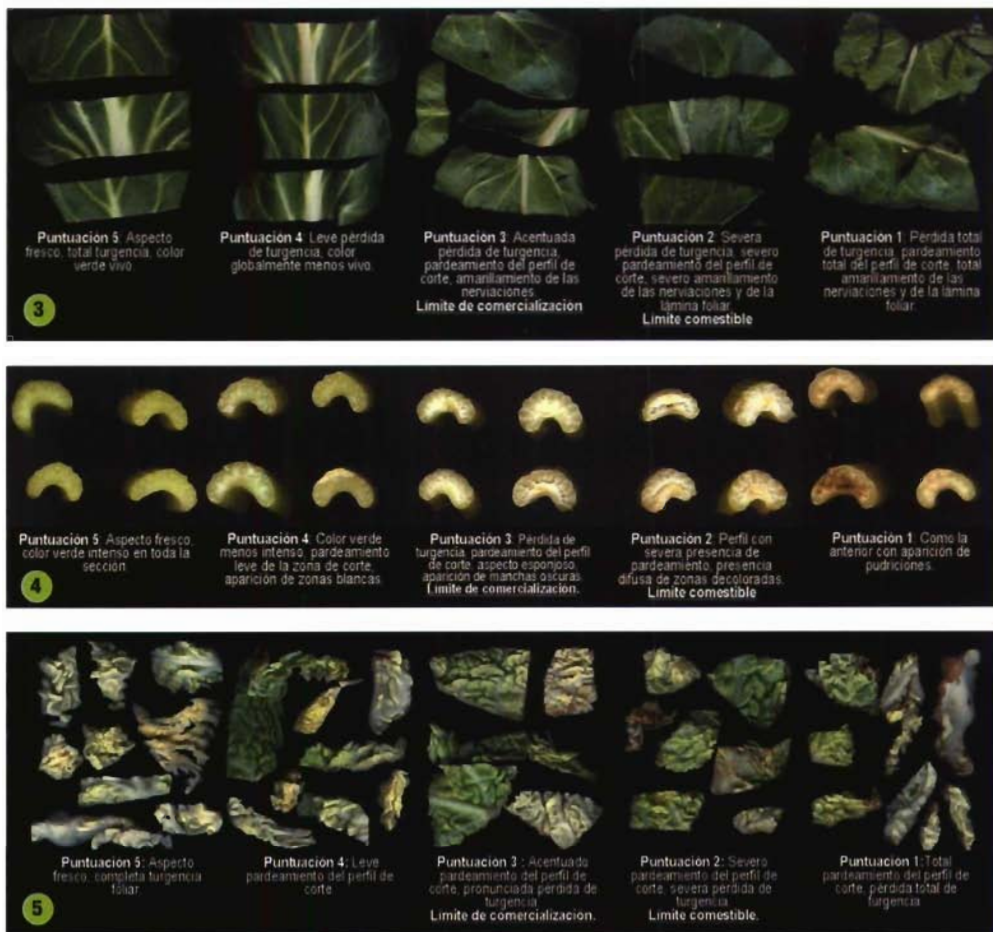 Puntuación 5: Aspecto
fresco, total turgencia, color
verde vivo
Puntuación 4: Leve pérdida
de turgencia, color
globalmente menos vivo.
Puntuación 3: Acentuada
pérdida de turgencia,
pardeamiento del perfil de
corte, amarillamiento de las
nerviaciones
Límite de comercialización
Puntuación 2: Severa
pérdida de turgencia, severo
pardeamiento del perfil de
corte, severo amarillamiento
de las nerviaciones y de la
lámina foliar
Límite comestible
Puntuación 1: Pérdida total
de turgencia, pardeamiento
total del perfil de corte, total
amarillamiento de las
nerviaciones y de la lámina
foliar.
3
Puntuación 5: Aspecto fresco,
color verde intenso en toda la
sección.
Puntuación 4: Color verde
menos intenso, pardeamiento
leve de la zona de corte,
aparición de zonas blancas.
Puntuación 3: Pérdida de
turgencia, pardeamiento del perfil
de corte, aspecto esponjoso,
aparición de manchas oscuras.
Límite de comercialización.
Puntuación 2: Perfil con
severa presencia de
pardeamiento, presencia
difusa de zonas decoloradas.
Límite comestible
Puntuación 1. Como la
anterior con aparición de
pudriciones.
4
Puntuación 5: Aspecto
fresco, completa turgencia
foliar
Puntuación 4: Leve
pardeamiento del perfil de
corte
Puntuación 3 : Acentuado
pardeamiento del perfil de
corte, pronunciada perdida de
turgencia
Límite de comercialización.
Puntuación 2: Severo
pardeamiento del perfil de
corte, severa pérdida de
turgencia
Límite comestible.
Puntuación 1:Total
pardeamiento del perfil de
corte, pérdida total de
turgencia
5